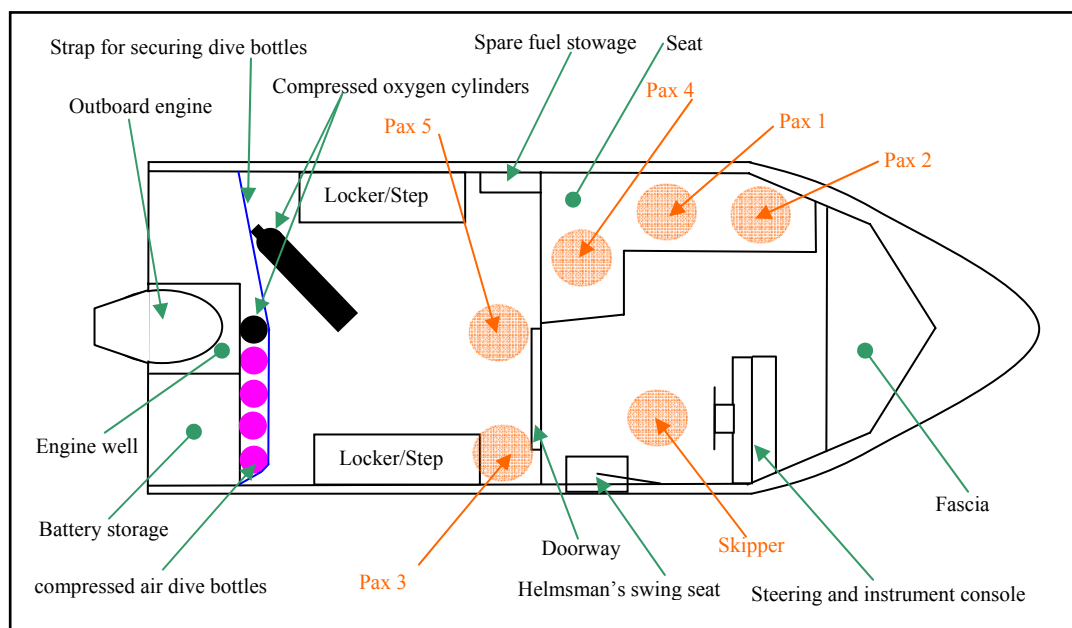 Strap for securing dive bottles
Spare fuel stowage
Seat
Compressed oxygen cylinders
Pax 4
Outboard engine
Pax 5
Pax 1
Pax 2
Locker/Step
Engine well
Locker/Step
Battery storage
Fascia
Doorway
Skipper
compressed air dive bottles
Pax 3
Helmsman’s swing seat
Steering and instrument console